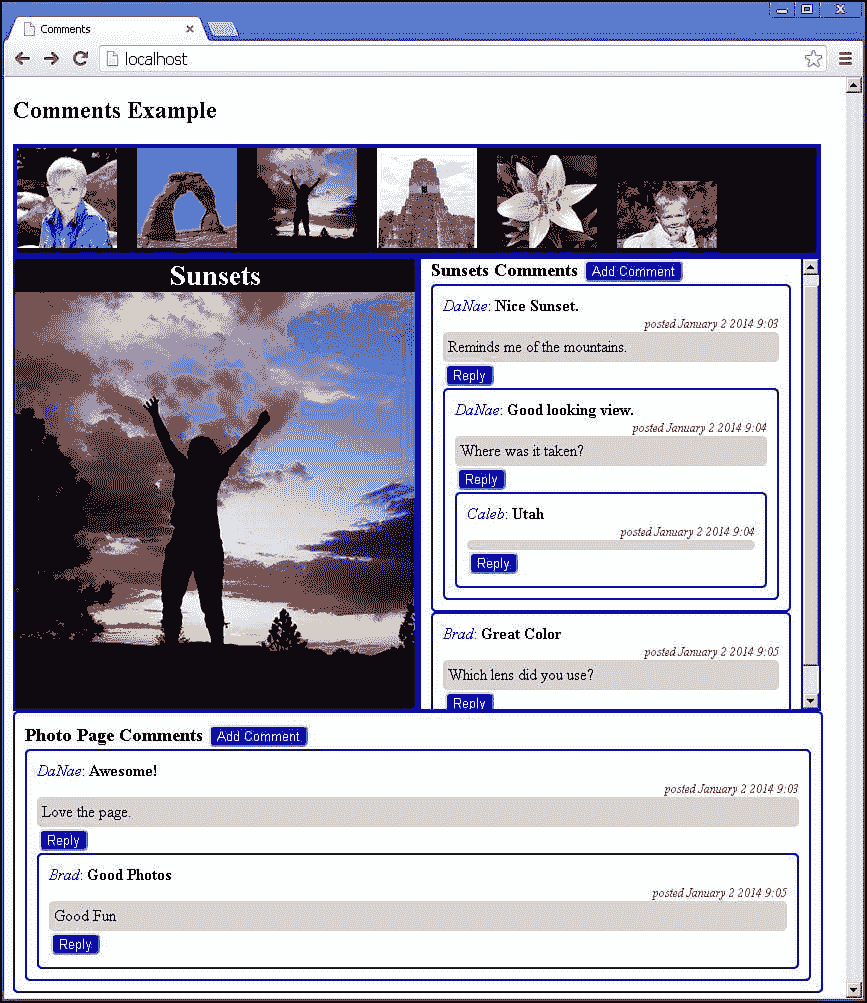 Comments
localhost
Comments Example
Sunsets
Sunsets Comments Add Comment
DaNae: Nice Sunset.
posted January 2 2014 9:03
Reminds me of the mountains.
Reply
DaNae: Good looking view.
posted January 2 2014 9:04
Where was it taken?
Reply
Caleb: Utah
posted January 2 2014 9:04
Reply
Brad: Great Color
posted January 2 2014 9:05
Which lens did you use?
Reply
Photo Page Comments Add Comment
DaNae: Awesome!
posted January 2 2014 9:03
Love the page.
Reply
Brad: Good Photos
posted January 2 2014 9:05
Good Fun
Reply